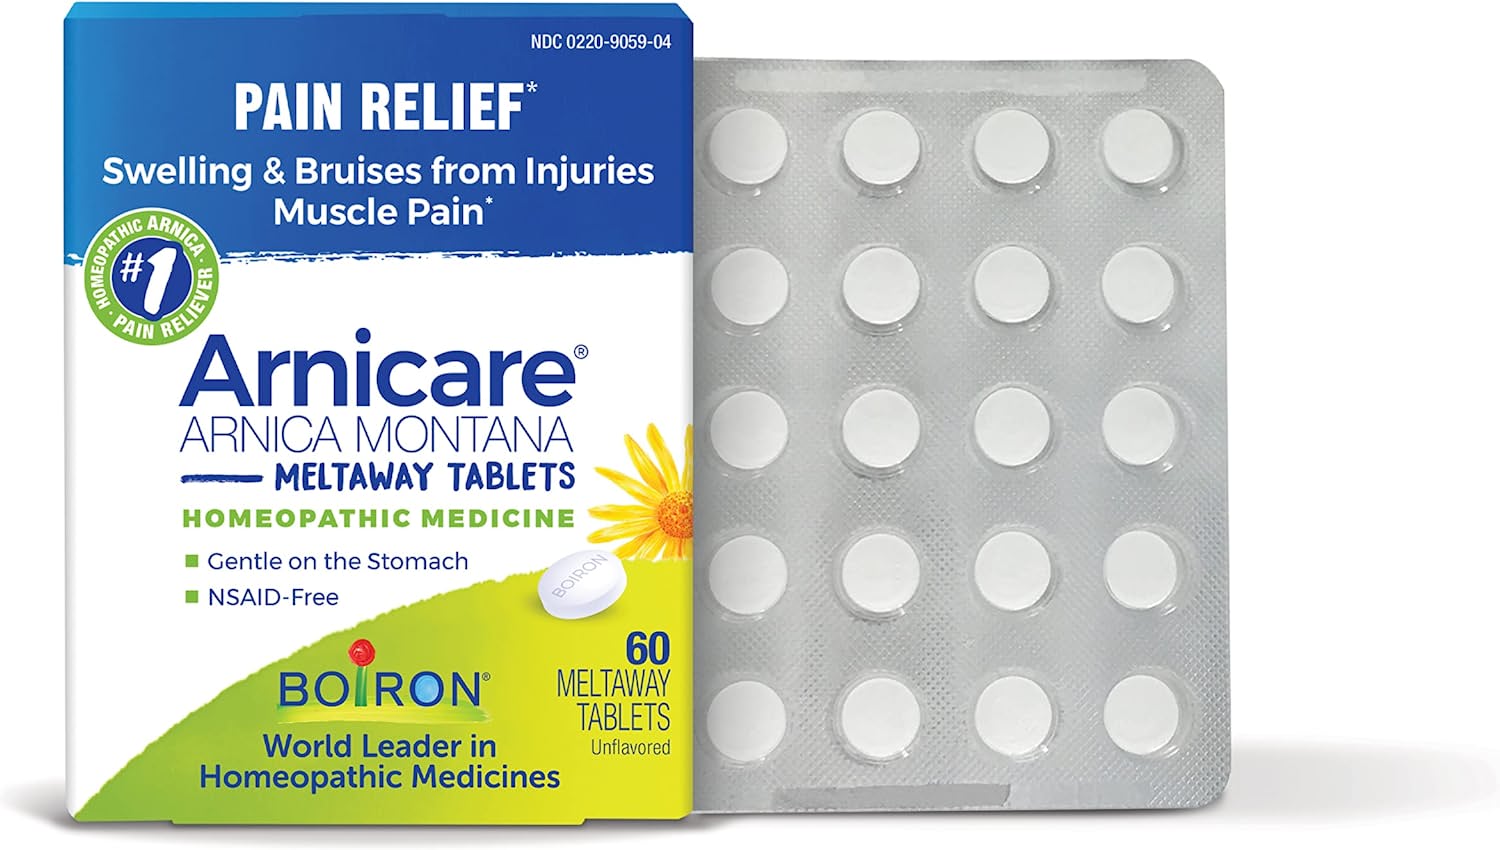 NDC 0220-9059-04
PAIN RELIEF*
Swelling & Bruises from Injuries
Muscle Pain*
HOMEOPATHIC ARNICA
#1
PAIN RELIEVER
Arnicare®
ARNICA MONTANA
MELTAWAY TABLETS
HOMEOPATHIC MEDICINE
Gentle on the Stomach
NSAID-Free
BOIRON
60
MELTAWAY
TABLETS
Unflavored
BOIRON®
World Leader in
Homeopathic Medicines